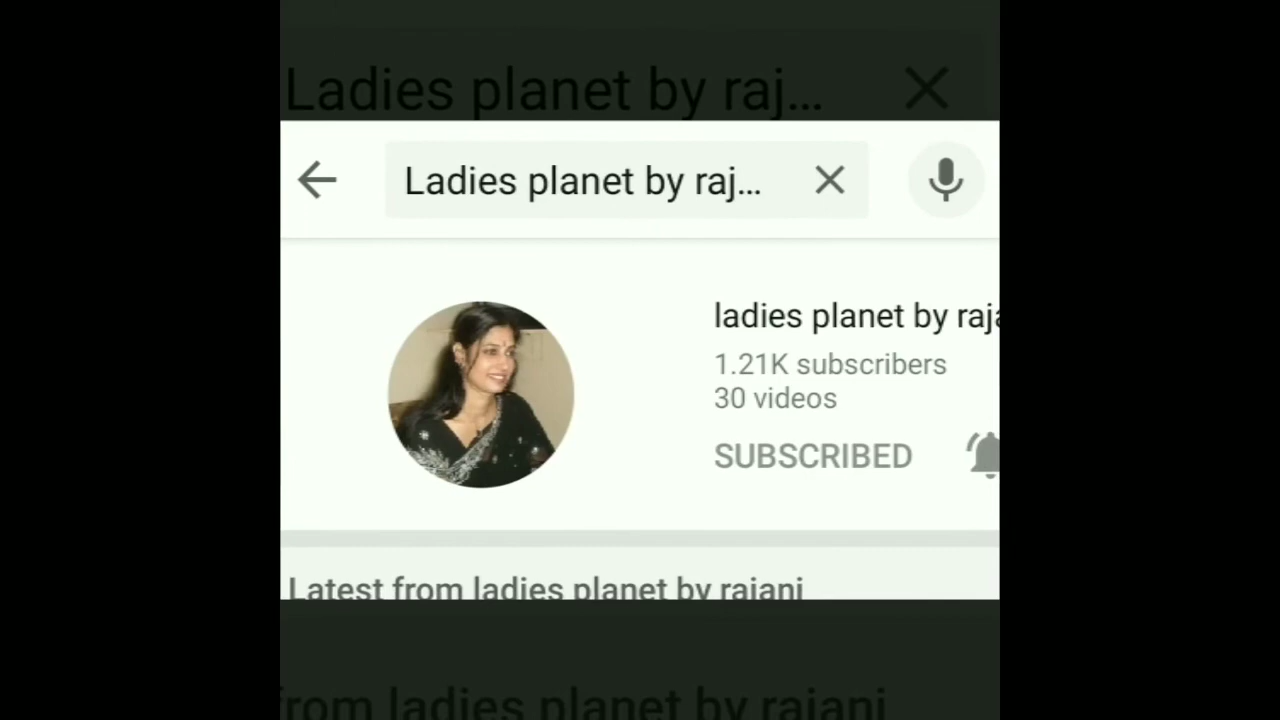 Ladies planet by raj...
Ladies planet by raj...
ladies planet by raja
1.21K subscribers
30 videos
SUBSCRIBED
Latest from ladies planet by rajani
from ladies planet by rajani